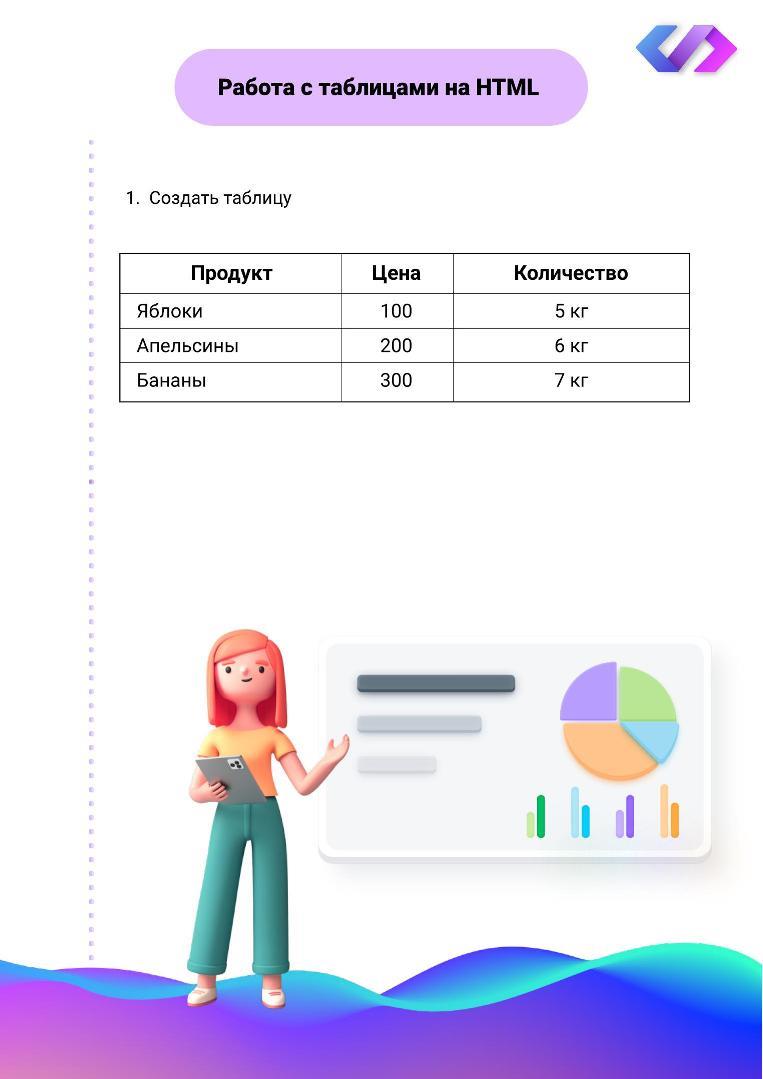 Работа с таблицами на HTML
1. Создать таблицу
Продукт Цена Количество
Яблоки 100 5 кг
Апельсины 200 6 кг
Бананы 300 7 кг